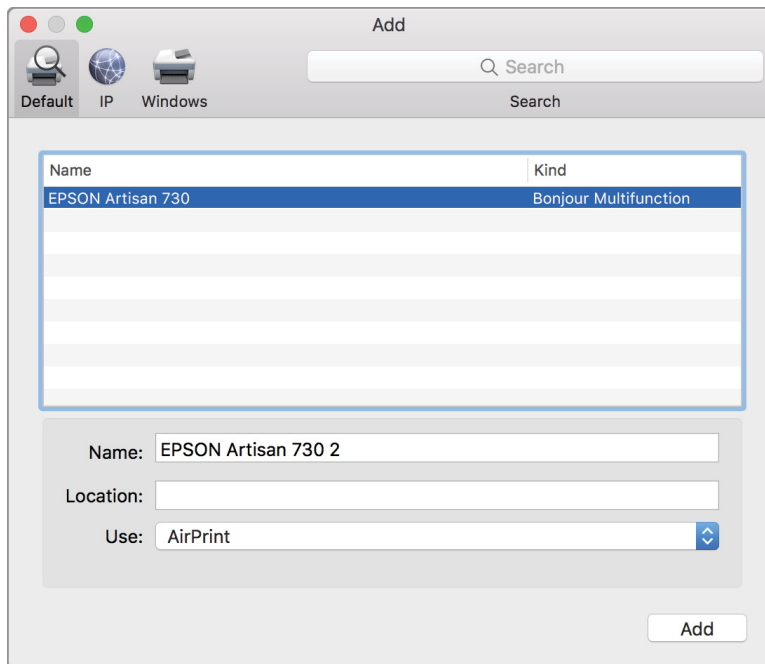 Add
Search
Default IP Windows Search
Name Kind
EPSON Artisan 730 Bonjour Multifunction
Name: EPSON Artisan 730 2
Location:
Use: AirPrint
Add